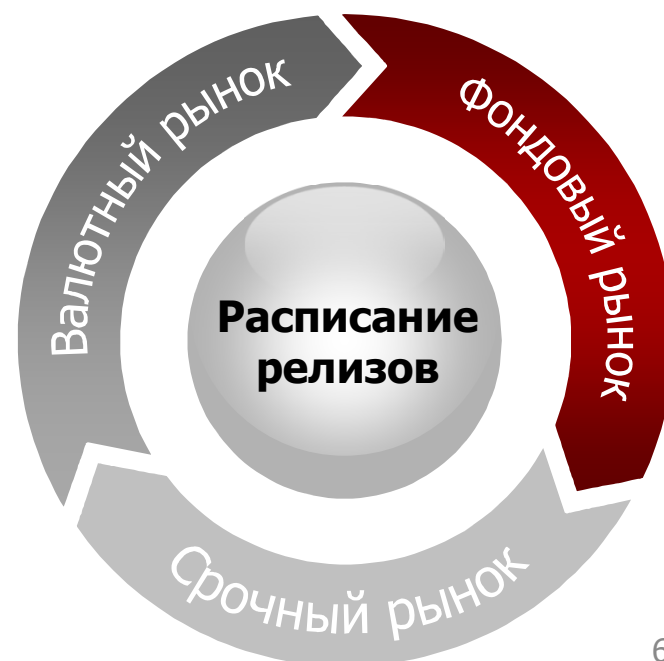 Валютный рынок
Фондовый рынок
Расписание
релизов
Срочный рынок
6